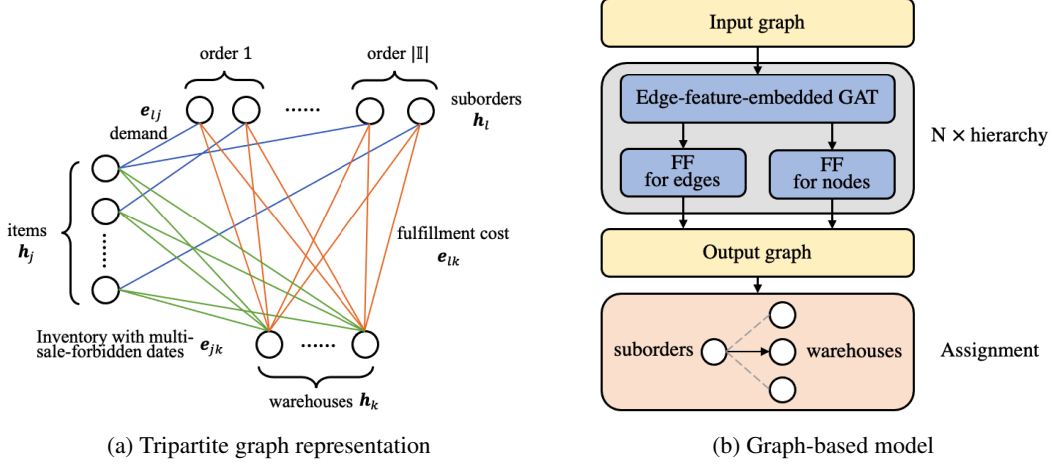 order 1
order |𝕀|
suborders
h_l
e_lj
demand
items
h_j
fulfillment cost
e_lk
Inventory with multi-
sale-forbidden dates
e_jk
warehouses h_k
(a) Tripartite graph representation
Input graph
Edge-feature-embedded GAT
FF
for edges
FF
for nodes
N × hierarchy
Output graph
suborders
warehouses
Assignment
(b) Graph-based model